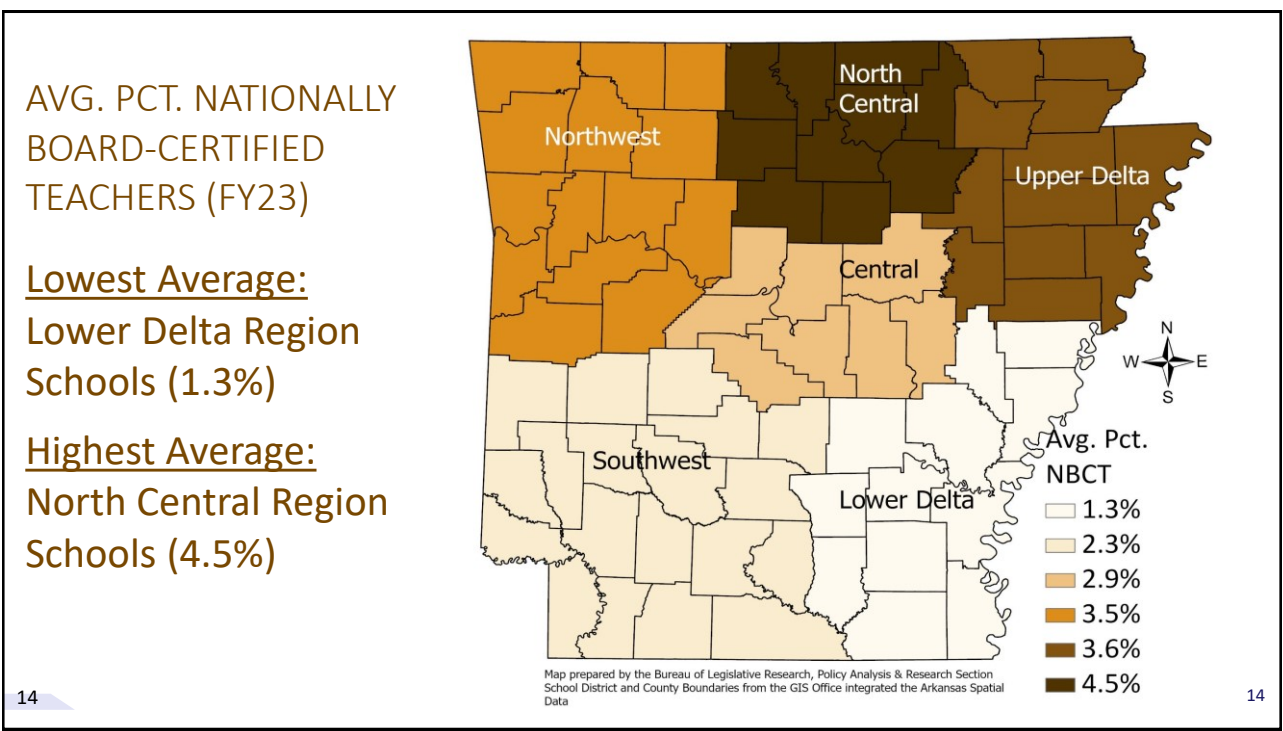 AVG. PCT. NATIONALLY
BOARD-CERTIFIED
TEACHERS (FY23)
Lowest Average:
Lower Delta Region
Schools (1.3%)
Highest Average:
North Central Region
Schools (4.5%)
North
Central
Northwest
Upper Delta
Central
Southwest
Lower Delta
N
W E
S
Avg. Pct.
NBCT
1.3%
2.3%
2.9%
3.5%
3.6%
4.5%
Map prepared by the Bureau of Legislative Research, Policy Analysis & Research Section
School District and County Boundaries from the GIS Office integrated the Arkansas Spatial
Data
14
14